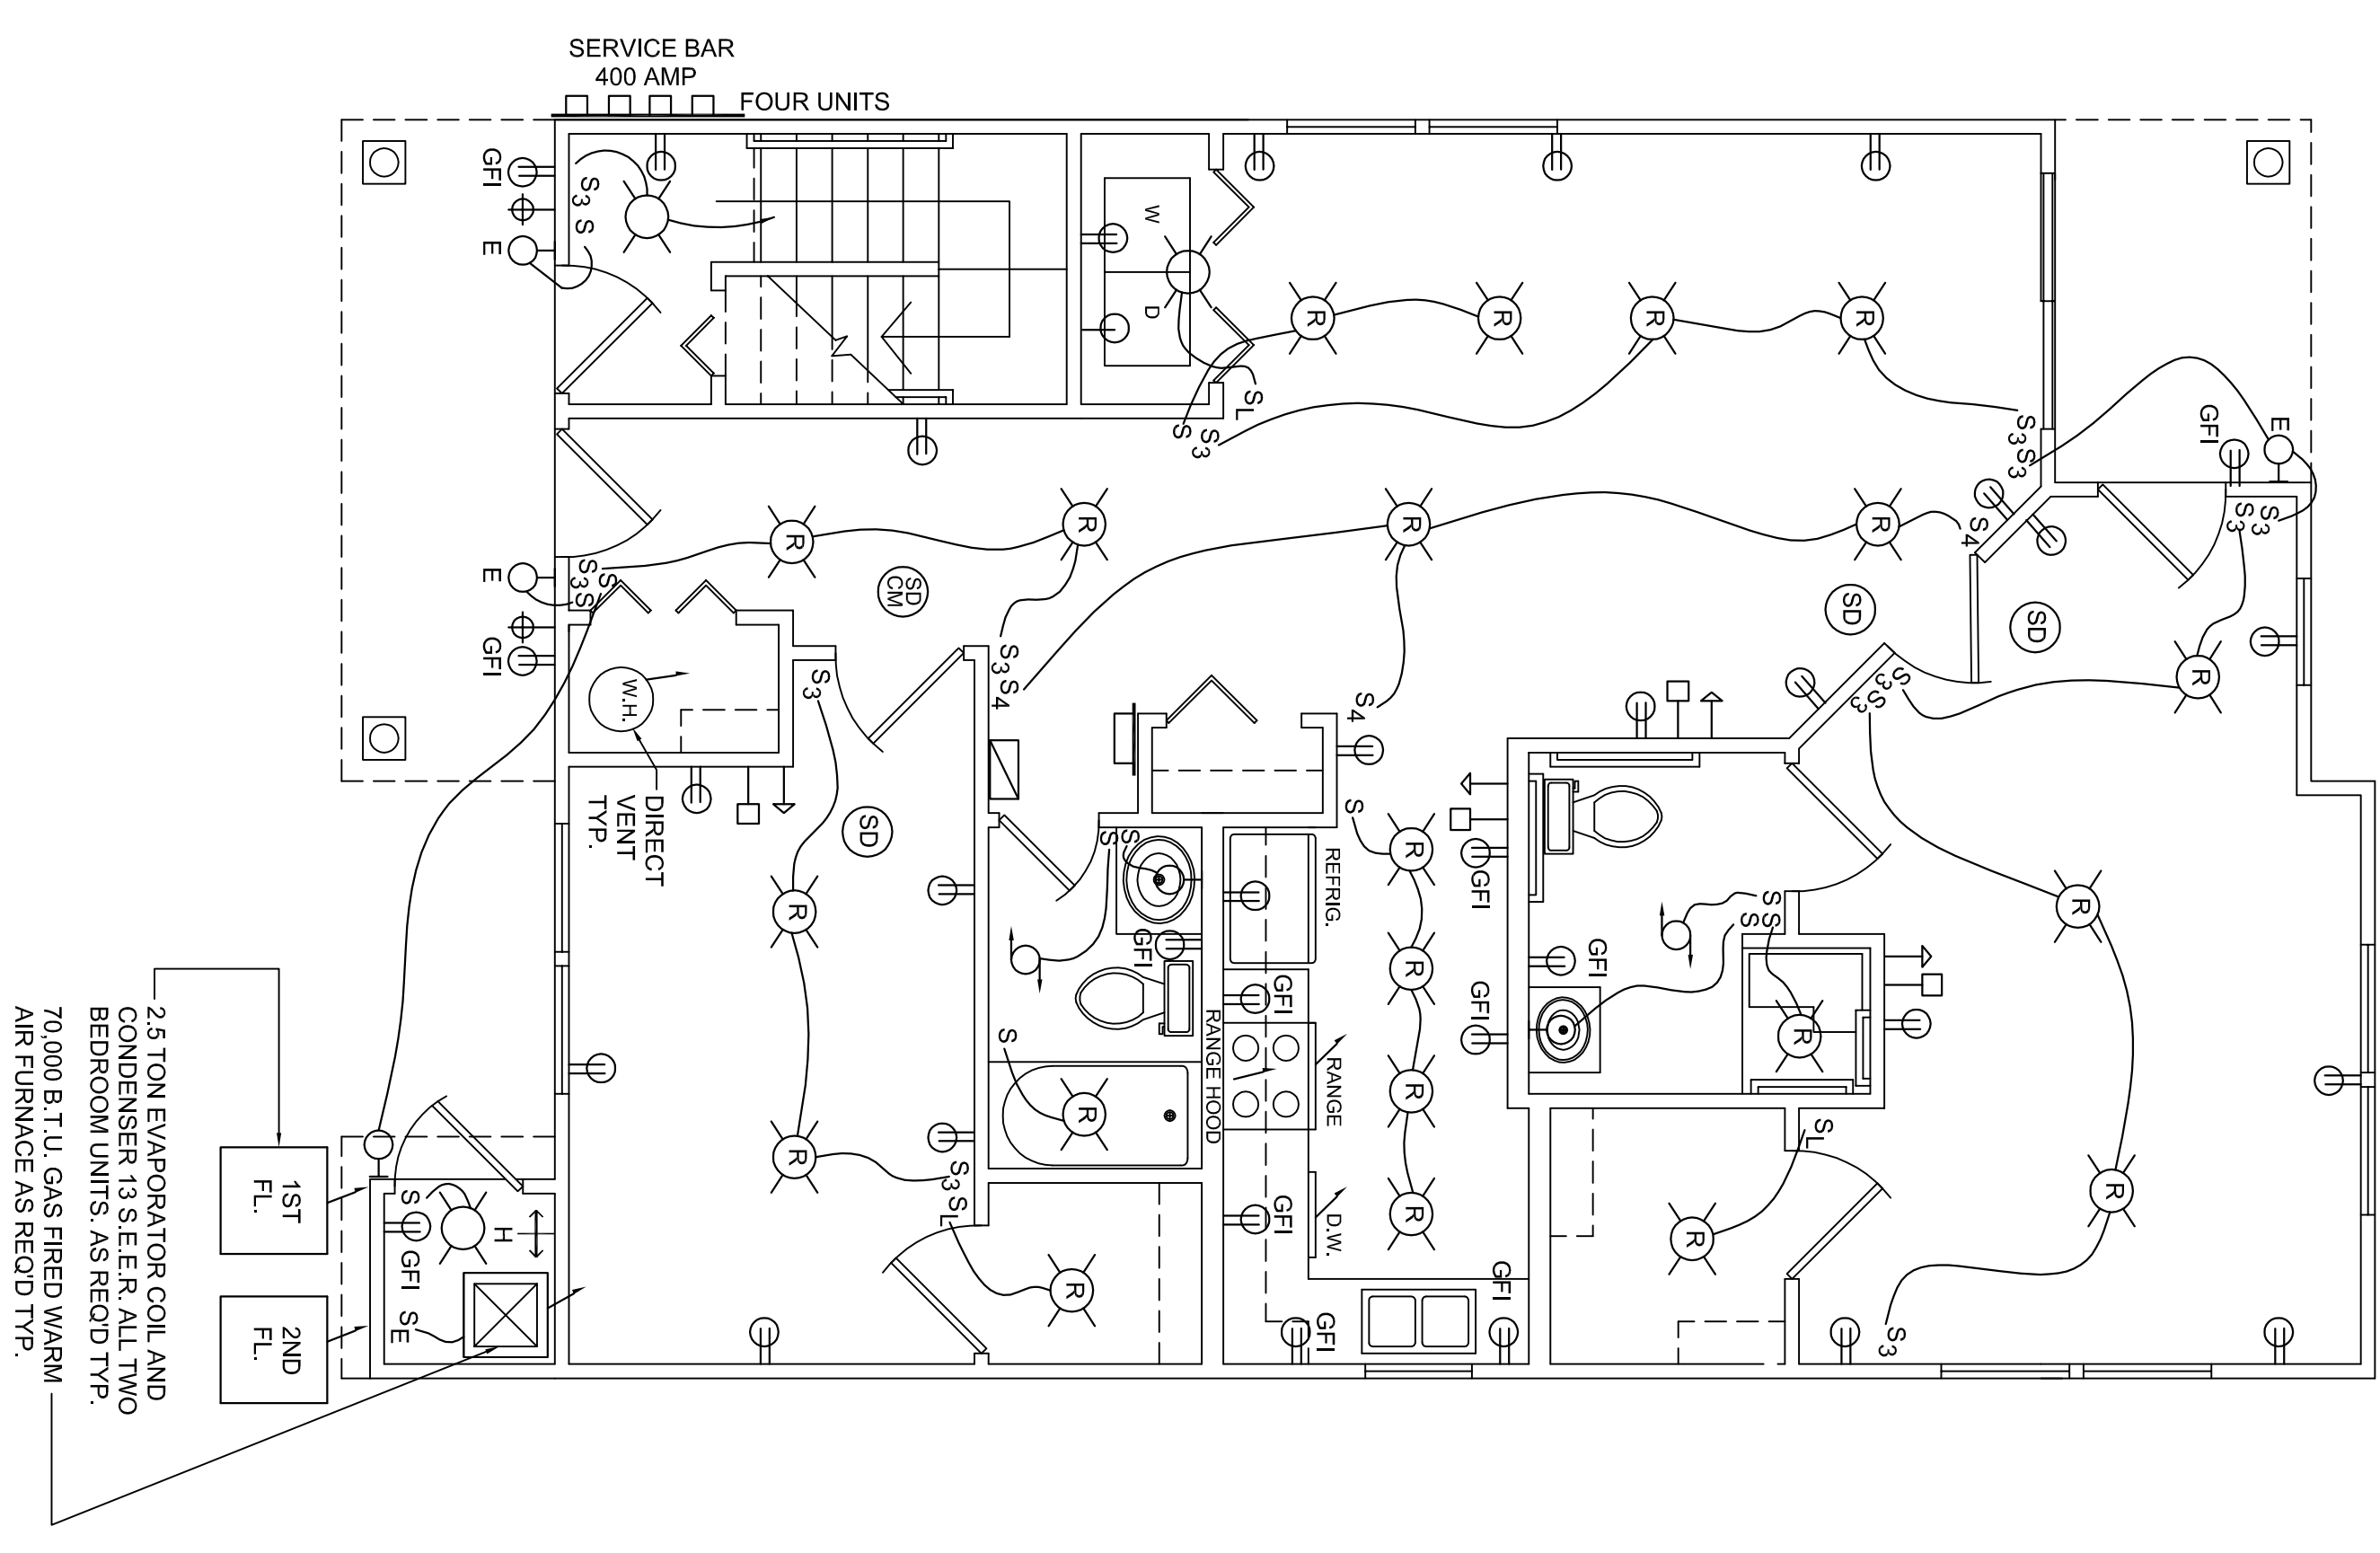 SERVICE BAR
400 AMP
FOUR UNITS
GFI
S3
S
E
W
D
SL
R
R
R
R
S
S3
S3
S3
GFI
E
S3
S3
R
R
R
R
S4
SD
CM
SD
SD
R
E
GFI
S3
S
S
W.H.
DIRECT
VENT
TYP.
S3
S3
S4
S4
S3
S3
SD
S
S
S
GFI
REFRIG.
R
R
R
R
GFI
GFI
GFI
S
S
S
R
R
R
R
GFI
RANGE HOOD
RANGE
S
R
S3
SL
R
GFI
D.W.
GFI
GFI
SL
R
R
R
S3
S
GFI
H
SE
1ST
FL.
2ND
FL.
2.5 TON EVAPORATOR COIL AND
CONDENSER 13 S.E.E.R. ALL TWO
BEDROOM UNITS. AS REQ'D TYP.
70,000 B.T.U. GAS FIRED WARM
AIR FURNACE AS REQ'D TYP.